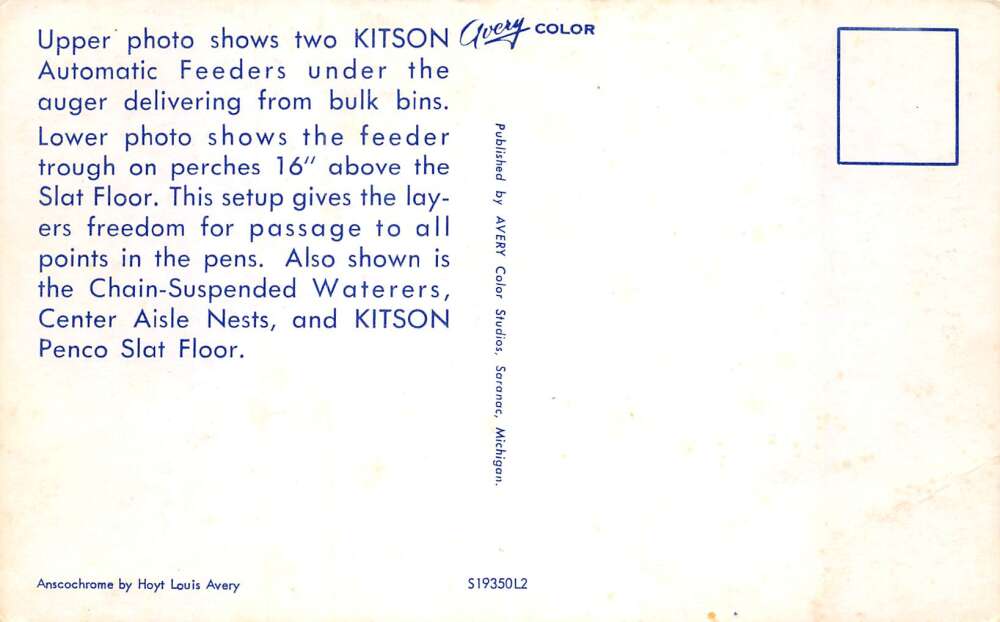 Upper photo shows two KITSON
Automatic Feeders under the
auger delivering from bulk bins.
Lower photo shows the feeder
trough on perches 16″ above the
Slat Floor. This setup gives the lay-
ers freedom for passage to all
points in the pens. Also shown is
the Chain-Suspended Waterers,
Center Aisle Nests, and KITSON
Penco Slat Floor.
Avery COLOR
Published by AVERY Color Studios, Saranac, Michigan.
Anscochrome by Hoyt Louis Avery
S19350L2